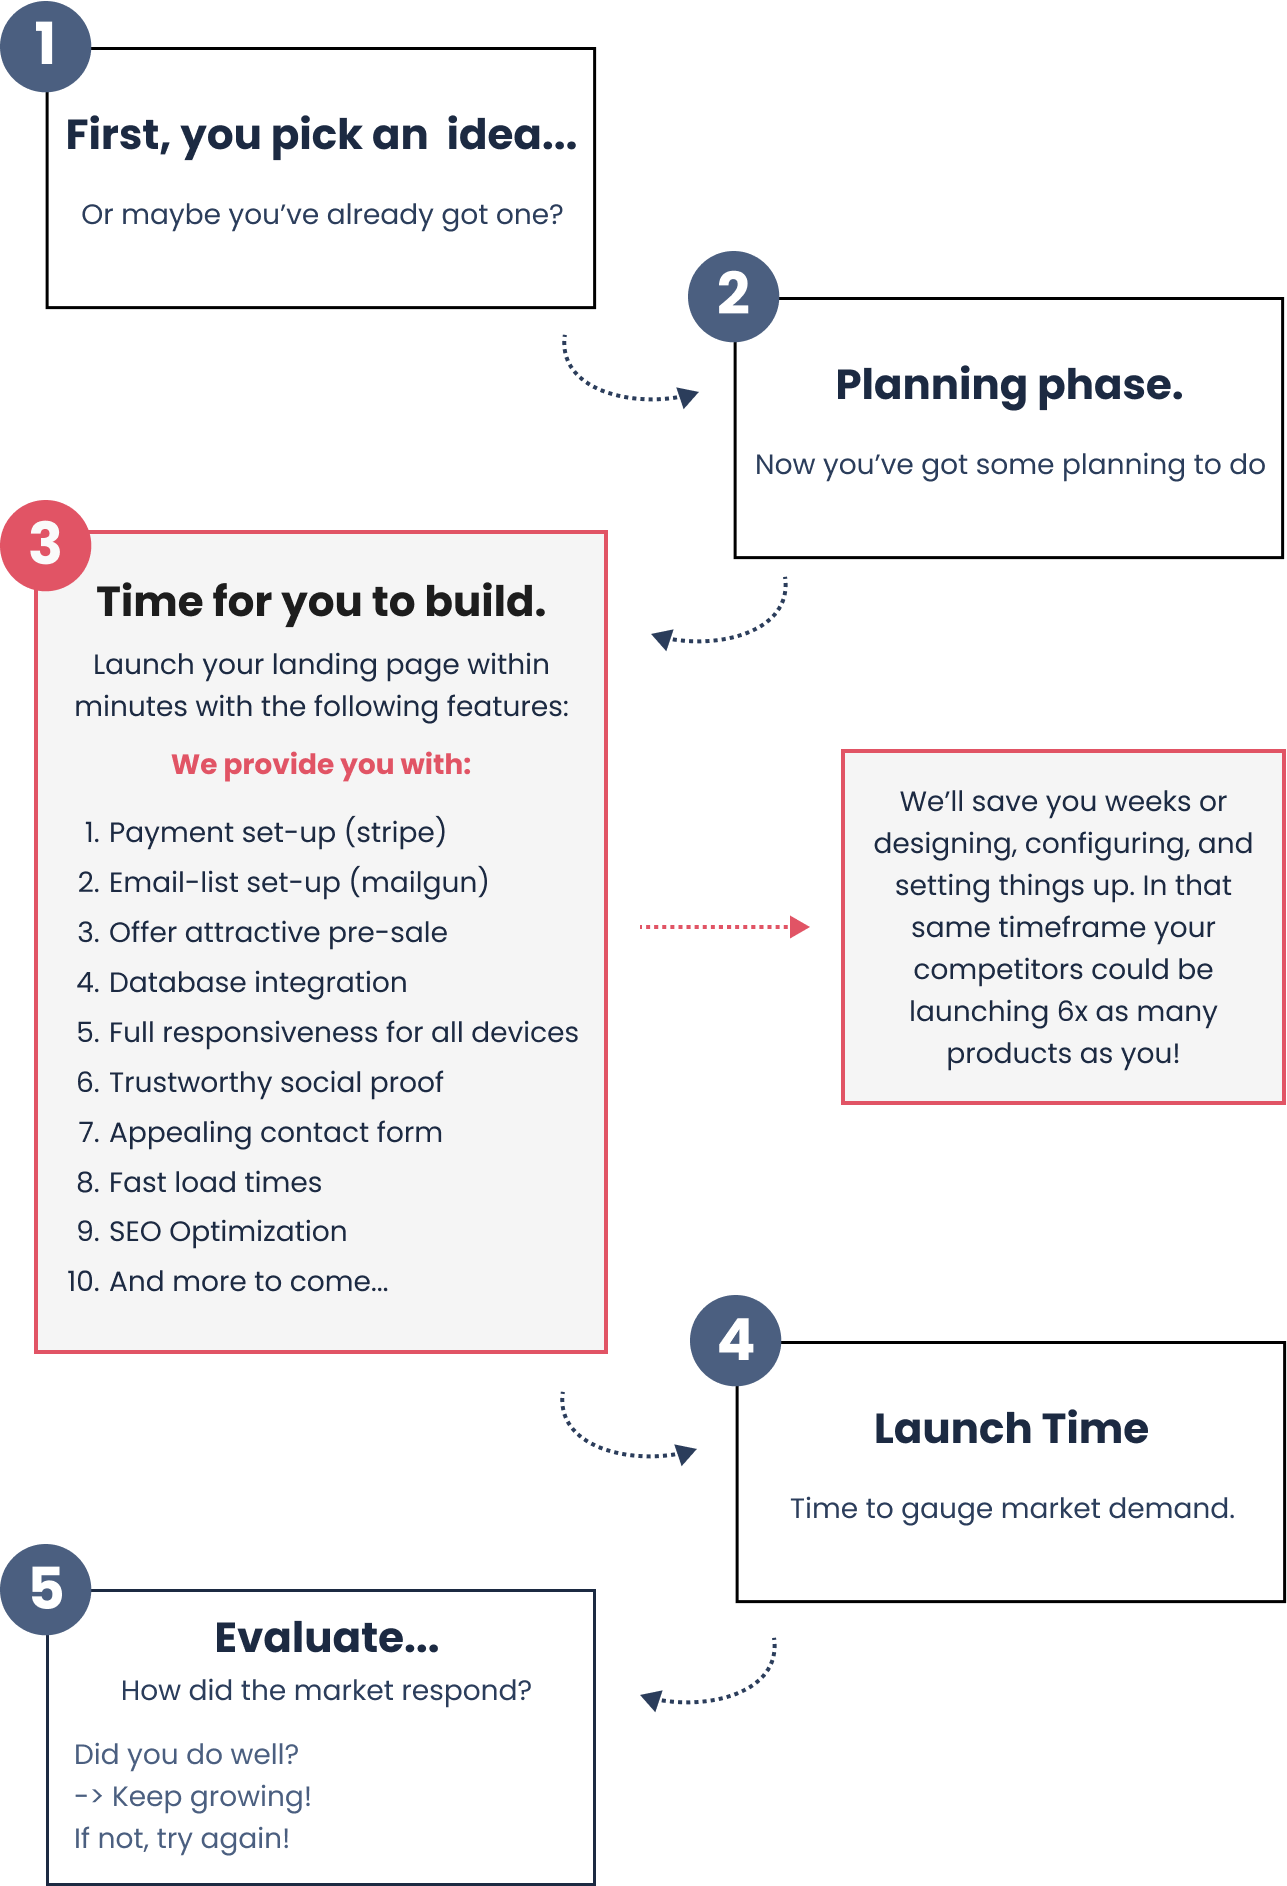 1
First, you pick an  idea...
Or maybe you’ve already got one?
2
Planning phase.
Now you’ve got some planning to do
3
Time for you to build.
Launch your landing page within
minutes with the following features:
We provide you with:
1. Payment set-up (stripe)
2. Email-list set-up (mailgun)
3. Offer attractive pre-sale
4. Database integration
5. Full responsiveness for all devices
6. Trustworthy social proof
7. Appealing contact form
8. Fast load times
9. SEO Optimization
10. And more to come...
We’ll save you weeks or
designing, configuring, and
setting things up. In that
same timeframe your
competitors could be
launching 6x as many
products as you!
4
Launch Time
Time to gauge market demand.
5
Evaluate...
How did the market respond?
Did you do well?
-> Keep growing!
If not, try again!